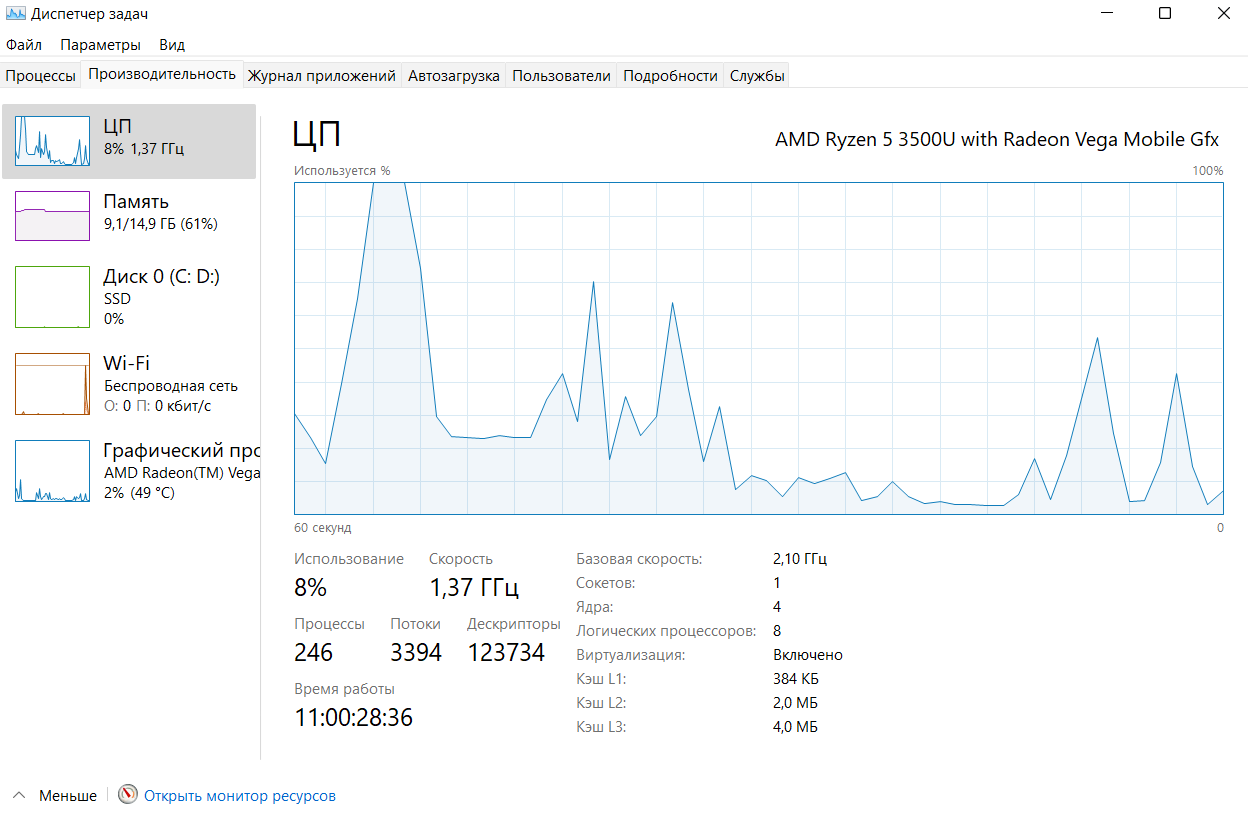 Диспетчер задач
Файл Параметры Вид
Процессы Производительность Журнал приложений Автозагрузка Пользователи Подробности Службы
ЦП
8% 1,37 ГГц
Память
9,1/14,9 ГБ (61%)
Диск 0 (C: D:)
SSD
0%
Wi-Fi
Беспроводная сеть
О: 0 П: 0 кбит/с
Графический про
AMD Radeon(TM) Vega
2% (49 °C)
ЦП
AMD Ryzen 5 3500U with Radeon Vega Mobile Gfx
Используется % 100%
60 секунд 0
Использование Скорость
8% 1,37 ГГц
Процессы Потоки Дескрипторы
246 3394 123734
Время работы
11:00:28:36
Базовая скорость: 2,10 ГГц
Сокетов: 1
Ядра: 4
Логических процессоров: 8
Виртуализация: Включено
Кэш L1: 384 КБ
Кэш L2: 2,0 МБ
Кэш L3: 4,0 МБ
Меньше Открыть монитор ресурсов